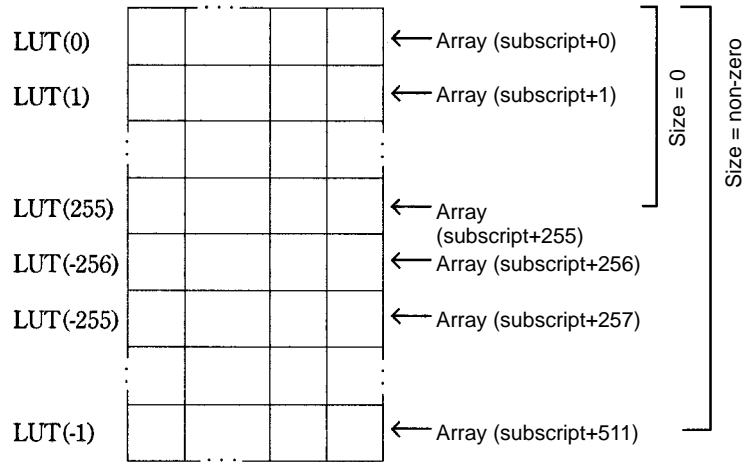 LUT(0) Array (subscript+0)
LUT(1) Array (subscript+1)
LUT(255) Array
(subscript+255)
LUT(-256) Array (subscript+256)
LUT(-255) Array (subscript+257)
LUT(-1) Array (subscript+511)
Size = 0
Size = non-zero